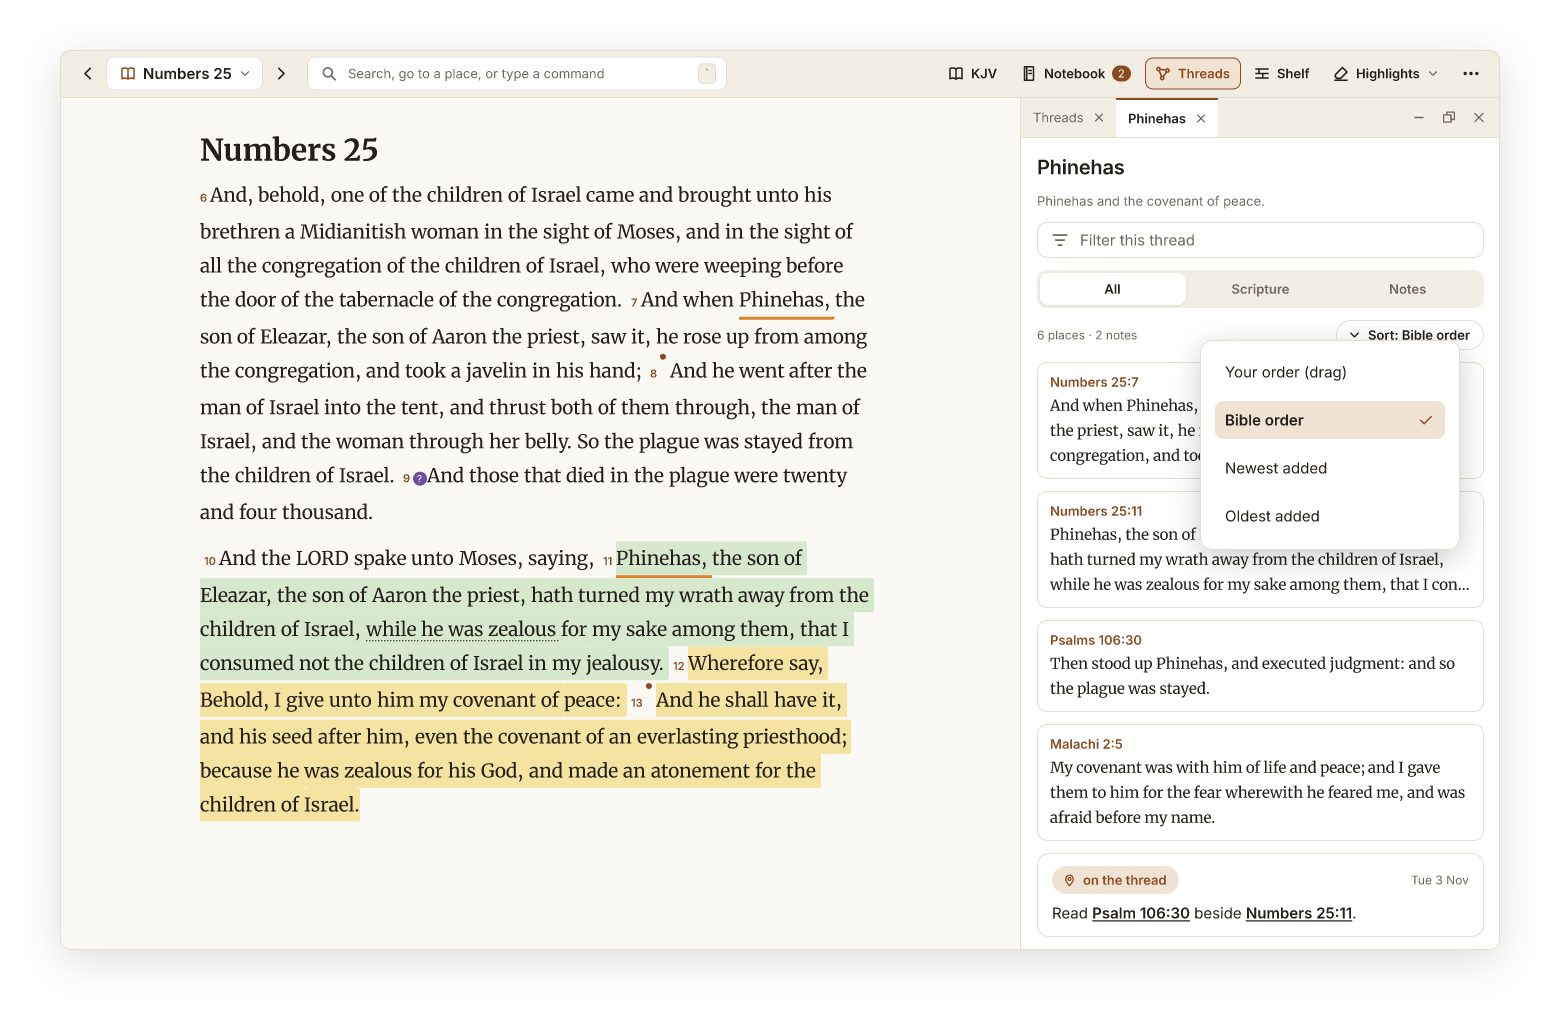 Numbers 25
Search, go to a place, or type a command
`
KJV
Notebook 2
Threads
Shelf
Highlights
Numbers 25
6 And, behold, one of the children of Israel came and brought unto his
brethren a Midianitish woman in the sight of Moses, and in the sight of
all the congregation of the children of Israel, who were weeping before
the door of the tabernacle of the congregation. 7 And when Phinehas, the
son of Eleazar, the son of Aaron the priest, saw it, he rose up from among
the congregation, and took a javelin in his hand; 8 And he went after the
man of Israel into the tent, and thrust both of them through, the man of
Israel, and the woman through her belly. So the plague was stayed from
the children of Israel. 9 ? And those that died in the plague were twenty
and four thousand.
10 And the LORD spake unto Moses, saying, 11 Phinehas, the son of
Eleazar, the son of Aaron the priest, hath turned my wrath away from the
children of Israel, while he was zealous for my sake among them, that I
consumed not the children of Israel in my jealousy. 12 Wherefore say,
Behold, I give unto him my covenant of peace: 13 And he shall have it,
and his seed after him, even the covenant of an everlasting priesthood;
because he was zealous for his God, and made an atonement for the
children of Israel.
Threads
Phinehas
Phinehas
Phinehas and the covenant of peace.
Filter this thread
All
Scripture
Notes
6 places · 2 notes
Sort: Bible order
Your order (drag)
Bible order
Newest added
Oldest added
Numbers 25:7
And when Phinehas,
the priest, saw it, he
congregation, and
Numbers 25:11
Phinehas, the son of
hath turned my wrath away from the children of Israel,
while he was zealous for my sake among them, that I con...
Psalms 106:30
Then stood up Phinehas, and executed judgment: and so
the plague was stayed.
Malachi 2:5
My covenant was with him of life and peace; and I gave
them to him for the fear wherewith he feared me, and was
afraid before my name.
on the thread
Tue 3 Nov
Read Psalm 106:30 beside Numbers 25:11.